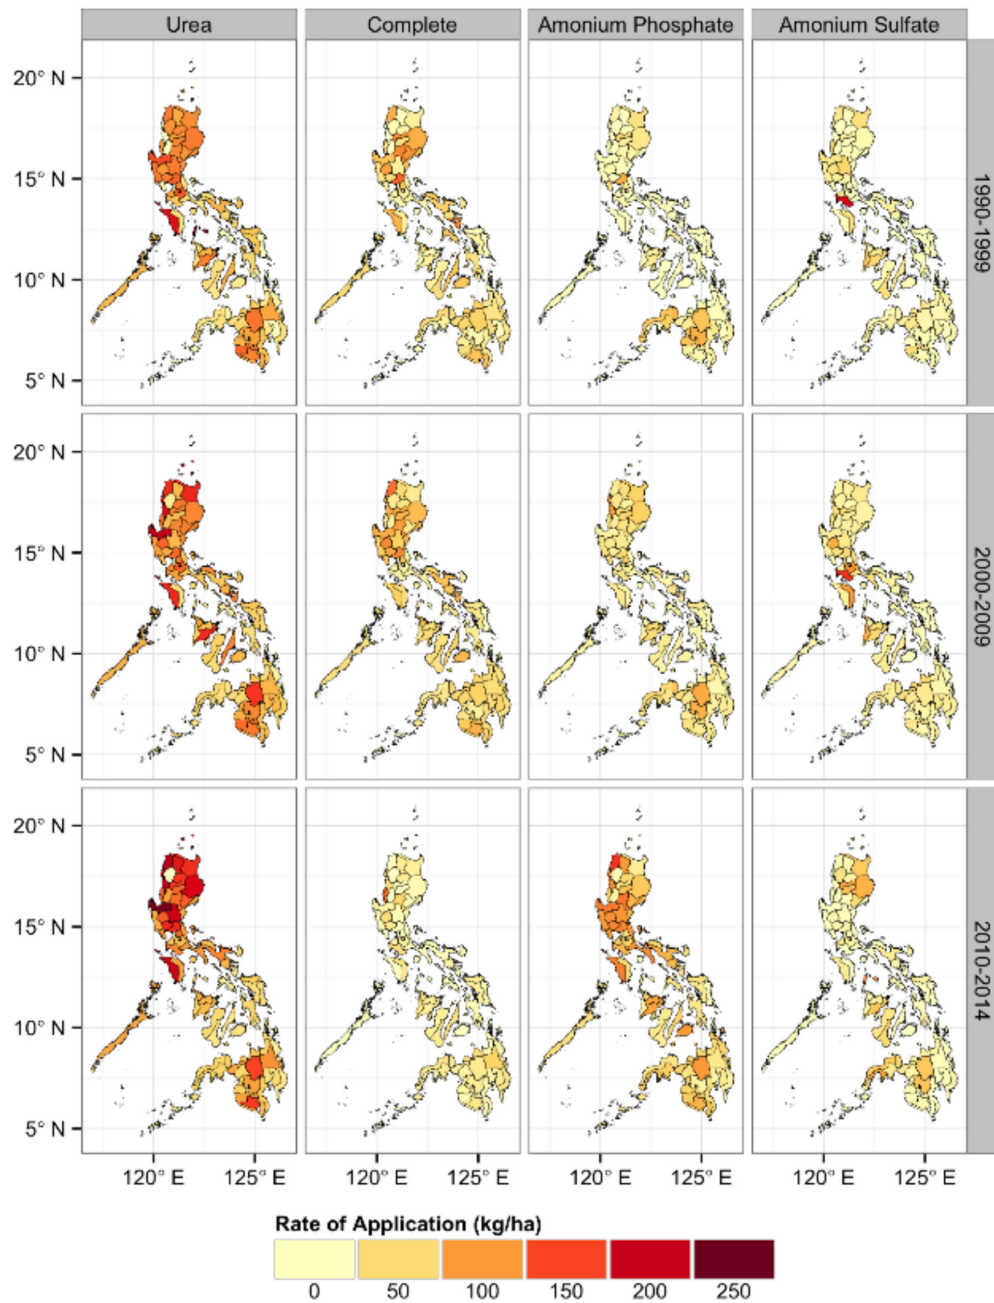 Urea Complete Amonium Phosphate Amonium Sulfate
20° N
15° N
10° N
5° N
1990-1999
20° N
15° N
10° N
5° N
2000-2009
20° N
15° N
10° N
5° N
2010-2014
120° E 125° E 120° E 125° E 120° E 125° E 120° E 125° E
Rate of Application (kg/ha)
0 50 100 150 200 250